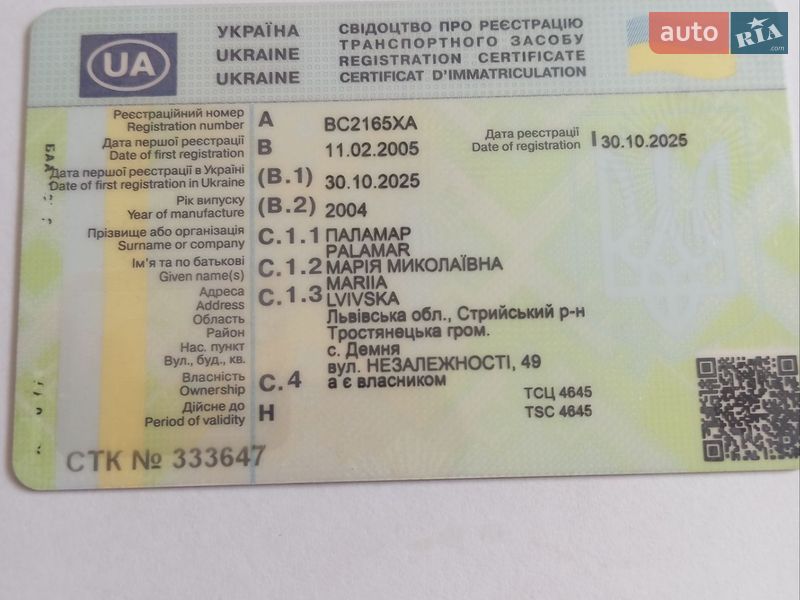 auto RIA.com
UA
УКРАЇНА
UKRAINE
UKRAINE
СВІДОЦТВО ПРО РЕЄСТРАЦІЮ
ТРАНСПОРТНОГО ЗАСОБУ
REGISTRATION CERTIFICATE
CERTIFICAT D'IMMATRICULATION
Реєстраційний номер
Registration number
A BC2165XA
Дата реєстрації
Date of registration
I 30.10.2025
Дата першої реєстрації
Date of first registration
B 11.02.2005
Дата першої реєстрації в Україні
Date of first registration in Ukraine
(B.1) 30.10.2025
Рік випуску
Year of manufacture
(B.2) 2004
Прізвище або організація
Surname or company
C.1.1 ПАЛАМАР
PALAMAR
Ім'я та по батькові
Given name(s)
C.1.2 МАРІЯ МИКОЛАЇВНА
MARIIA
Адреса
Address
Область
Район
Нас. пункт
Вул., буд., кв.
C.1.3 LVIVSKA
Львівська обл., Стрийський р-н
Тростянецька гром.
с. Демня
вул. НЕЗАЛЕЖНОСТІ, 49
Власність
Ownership
C.4 а є власником
ТСЦ 4645
TSC 4645
Дійсне до
Period of validity
H
СТК № 333647